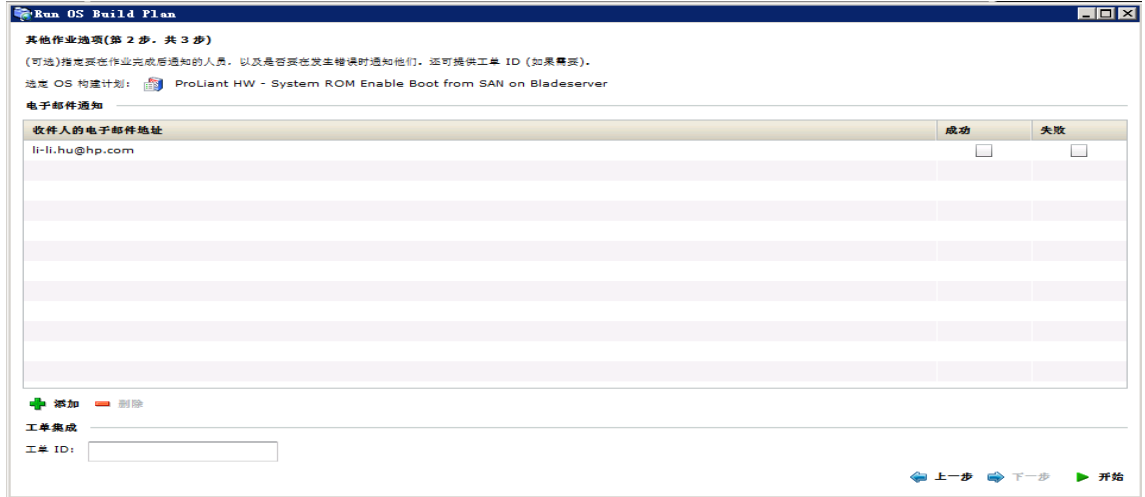 Run OS Build Plan
其他作业选项(第 2 步，共 3 步)
(可选)指定要在作业完成后通知的人员，以及是否要在发生错误时通知他们。还可提供工单 ID (如果需要)。
选定 OS 构建计划: ProLiant HW - System ROM Enable Boot from SAN on Bladeserver
电子邮件通知
收件人的电子邮件地址 成功 失败
li-li.hu@hp.com
添加 删除
工单集成
工单 ID:
上一步 下一步 开始